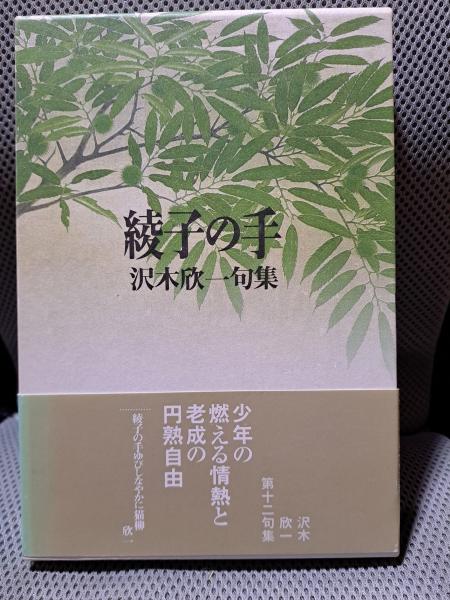 綾子の手
沢木欣一句集
沢木
欣一
第十二句集
少年の
燃える情熱と
老成の
円熟自由
綾子の手ゆびしなやかに猫柳
欣一